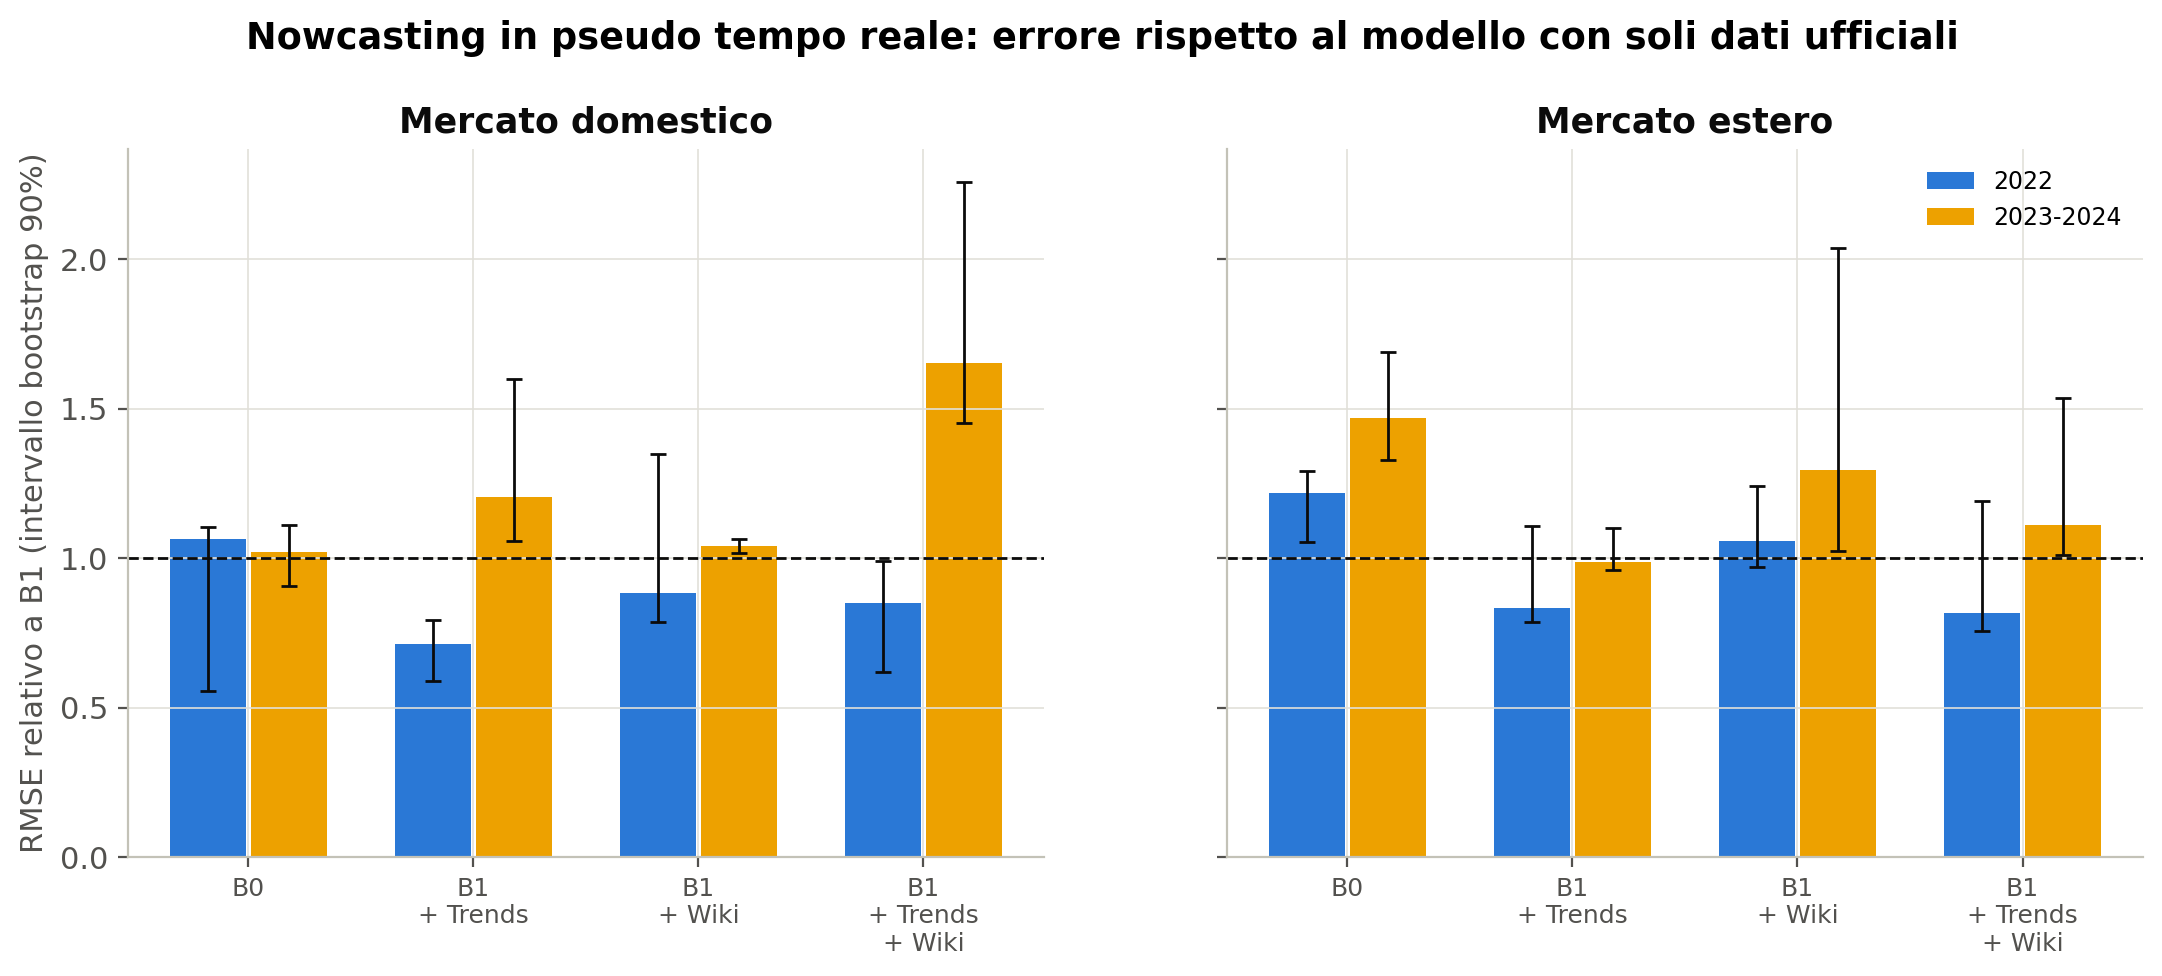 Nowcasting in pseudo tempo reale: errore rispetto al modello con soli dati ufficiali
Mercato domestico
RMSE relativo a B1 (intervallo bootstrap 90%)
2.0
1.5
1.0
0.5
0.0
B0
B1
+ Trends
B1
+ Wiki
B1
+ Trends
+ Wiki
Mercato estero
2022
2023-2024
B0
B1
+ Trends
B1
+ Wiki
B1
+ Trends
+ Wiki